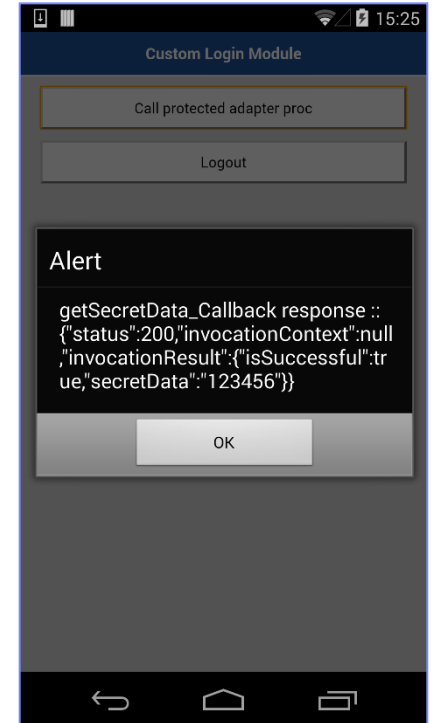 15:25
Custom Login Module
Call protected adapter proc
Logout
Alert
getSecretData_Callback response ::
{"status":200,"invocationContext":null
,"invocationResult":{"isSuccessful":tr
ue,"secretData":"123456"}}
OK